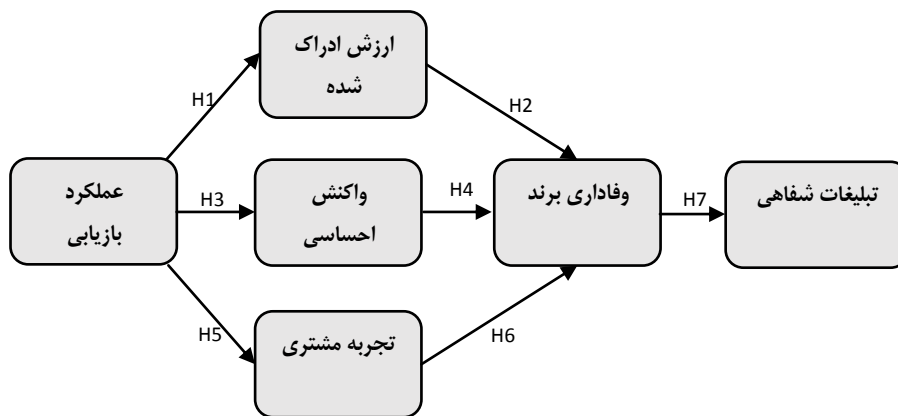 ارزش ادراک
شده
H1
H2
عملکرد
بازیابی
H3
واکنش
احساسی
H4
وفاداری برند
H7
تبلیغات شفاهی
H5
تجربه مشتری
H6